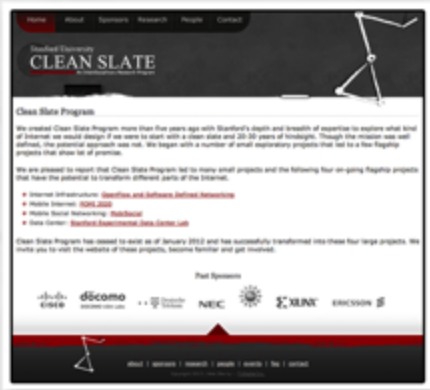 Home About Sponsors Research People Contact
Stanford University
CLEAN SLATE
An Interdisciplinary Research Program
Clean Slate Program
We created Clean Slate Program more than five years ago with Stanford's depth and breadth of expertise to explore what kind
of Internet we would design if we were to start with a clean slate and 20-30 years of hindsight. Though the mission was well
defined, the potential approach was not. We began with a number of small exploratory projects that led to a few flagship
projects that show lot of promise.
We are pleased to report that Clean Slate Program led to many small projects and the following four on-going flagship projects
that have the potential to transform different parts of the Internet.
Internet Infrastructure: OpenFlow and Software Defined Networking
Mobile Internet: POMI 2020
Mobile Social Networking: MobiSocial
Data Center: Stanford Experimental Data Center Lab
Clean Slate Program has ceased to exist as of January 2012 and has successfully transformed into these four large projects. We
invite you to visit the website of these projects, become familiar and get involved.
Past Sponsors
CISCO
döcomo
DOCOMO USA Labs
Deutsche
Telekom
NEC
XILINX
ERICSSON
about | sponsors | research | people | events | faq | contact